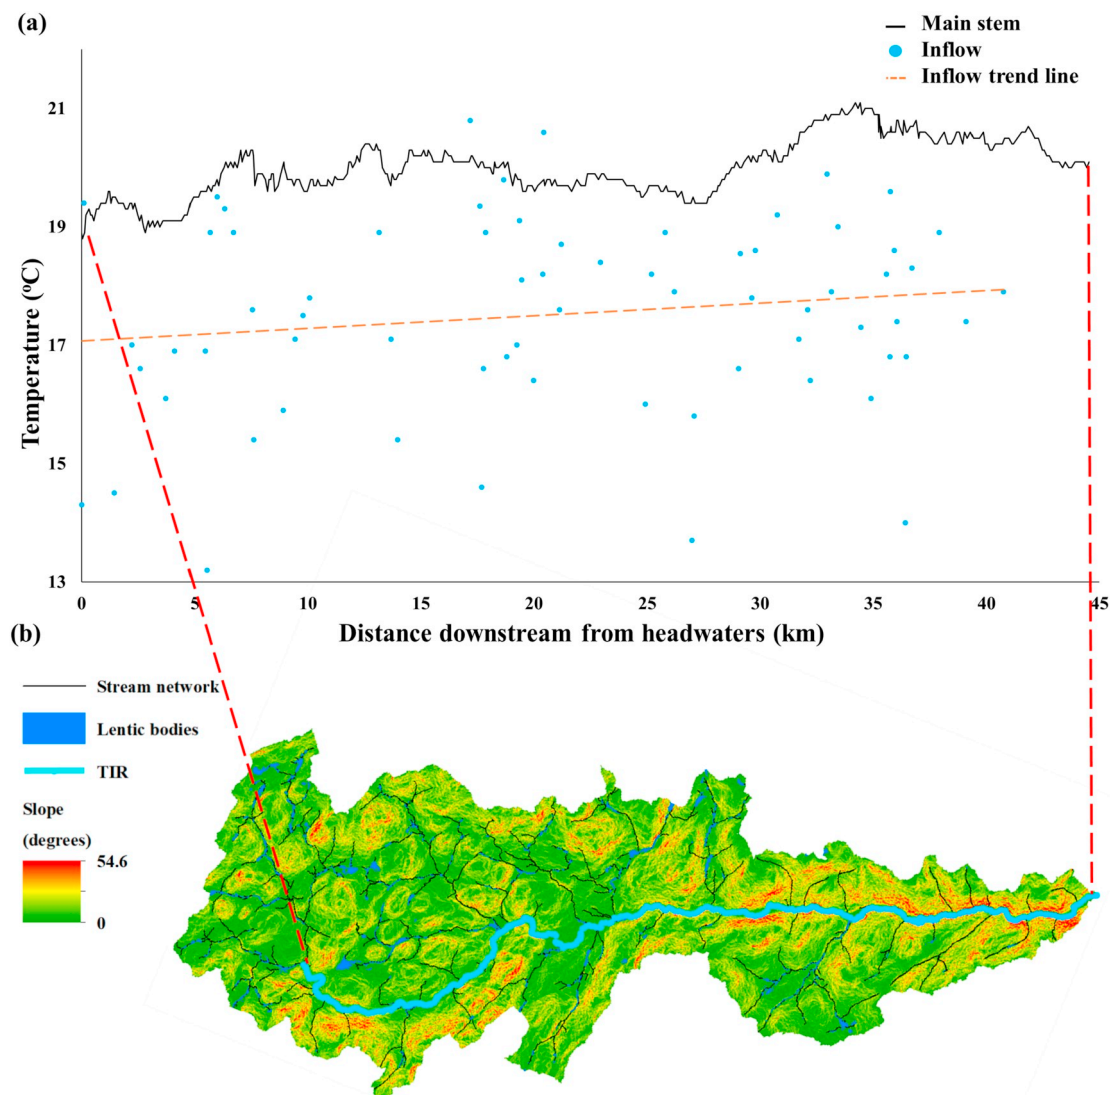 (a)
Main stem
Inflow
Inflow trend line
21
19
17
15
13
Temperature (ºC)
0 5 10 15 20 25 30 35 40 45
Distance downstream from headwaters (km)
(b)
Stream network
Lentic bodies
TIR
Slope
(degrees)
54.6
0